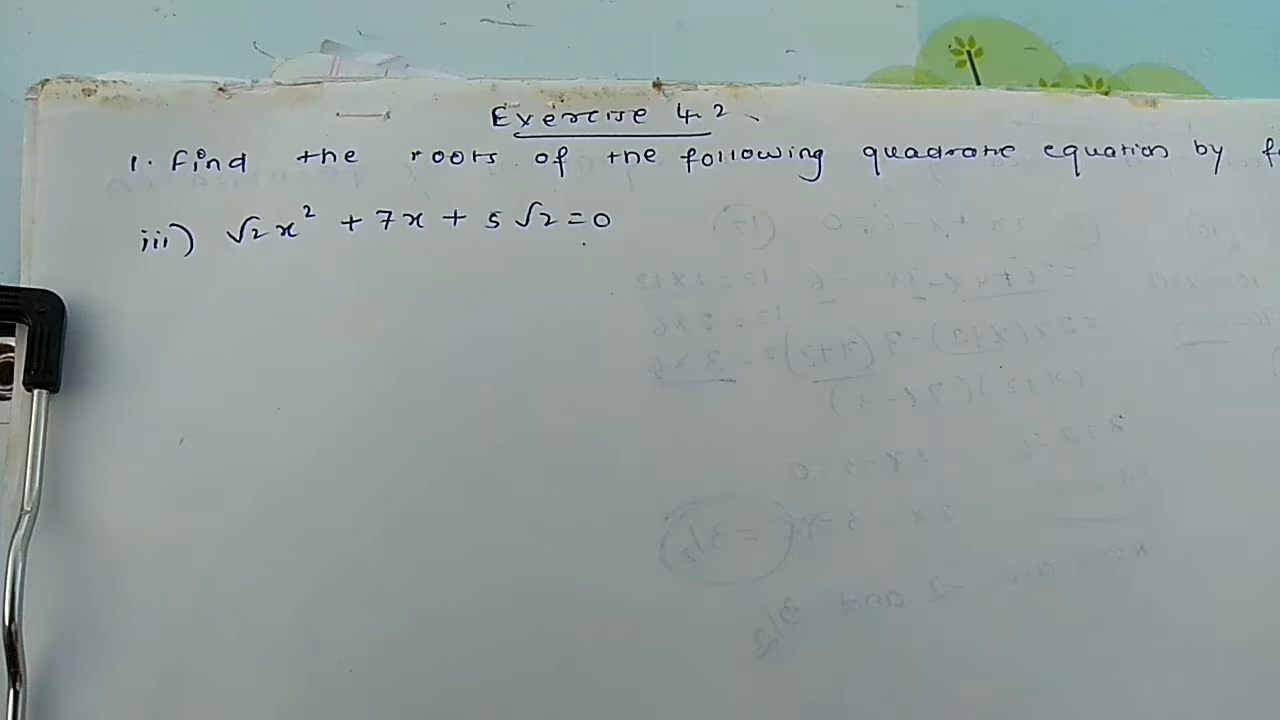 Exercise 4.2
1. Find the roots of the following quadratic equation by
iii) √2x² + 7x + 5√2 = 0